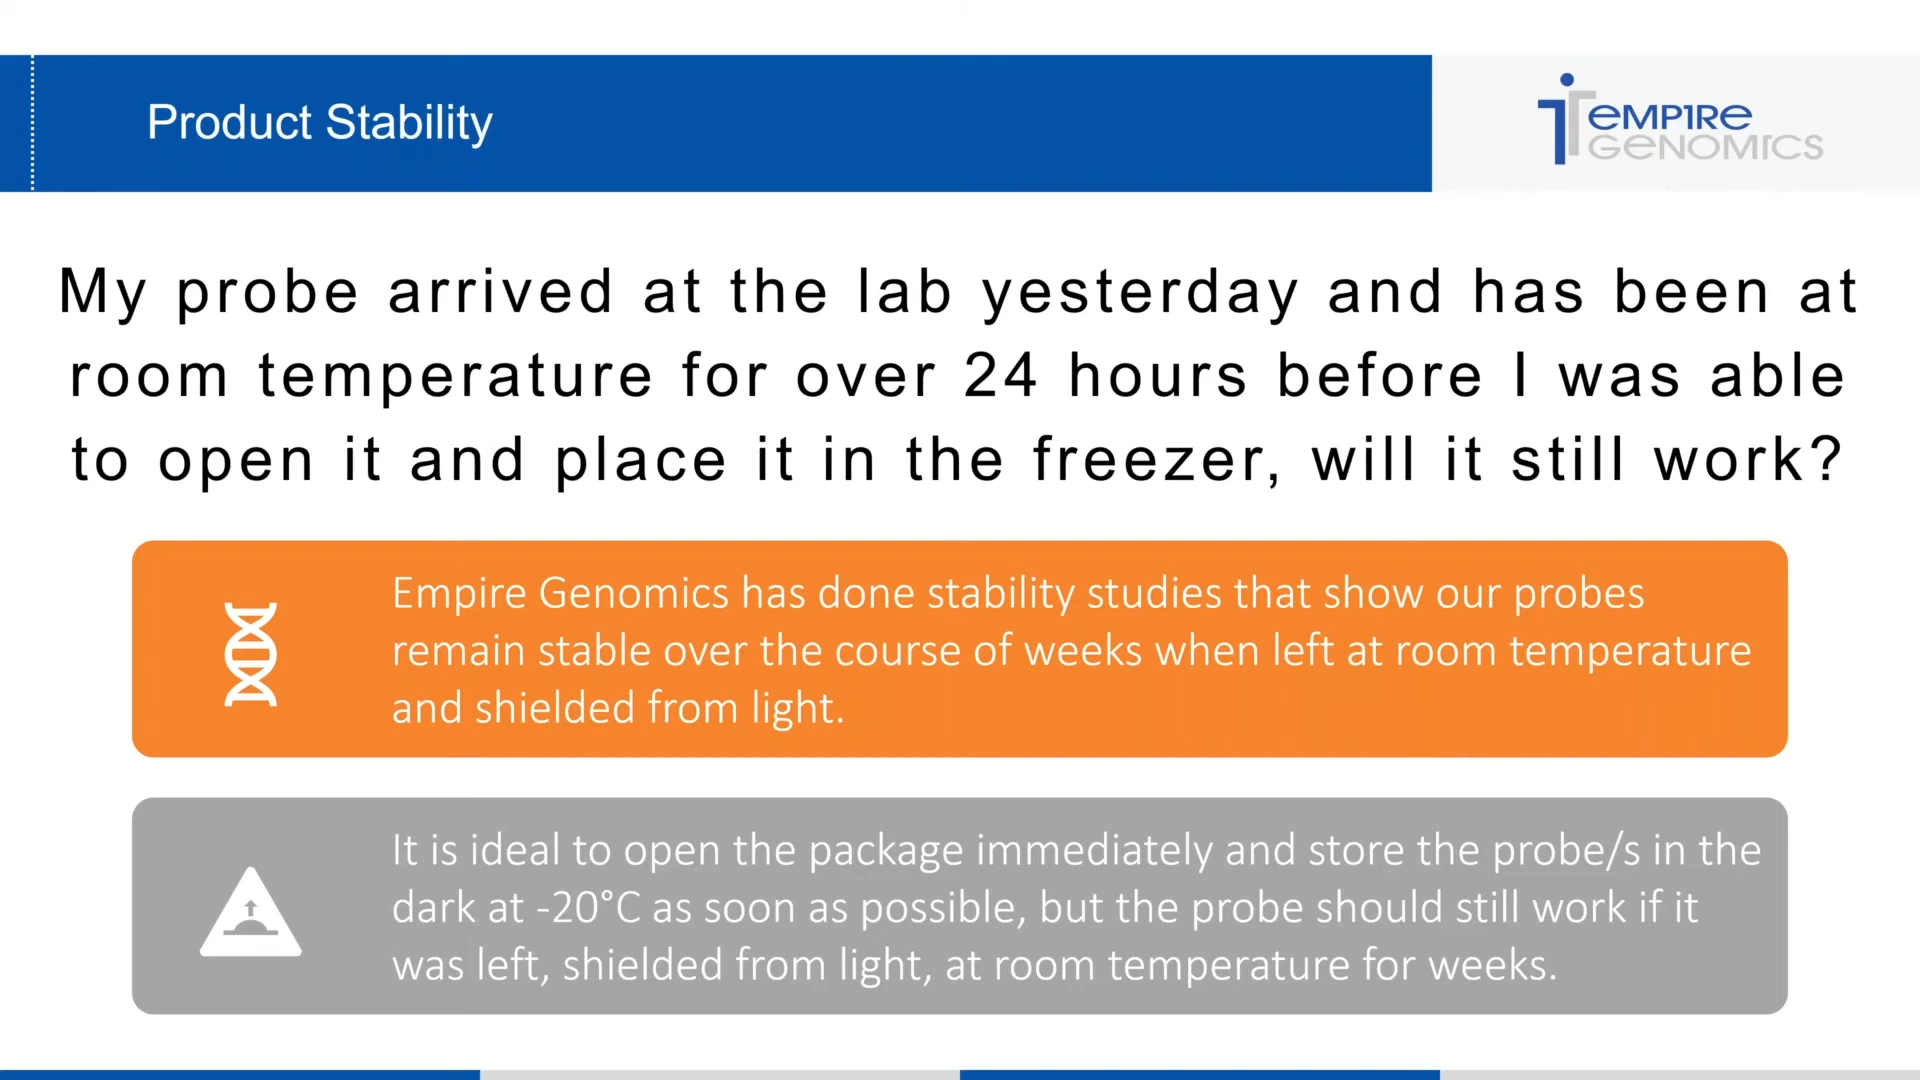 Product Stability
EMPIRE
GENOMICS
My probe arrived at the lab yesterday and has been at
room temperature for over 24 hours before I was able
to open it and place it in the freezer, will it still work?
Empire Genomics has done stability studies that show our probes
remain stable over the course of weeks when left at room temperature
and shielded from light.
It is ideal to open the package immediately and store the probe/s in the
dark at -20°C as soon as possible, but the probe should still work if it
was left, shielded from light, at room temperature for weeks.